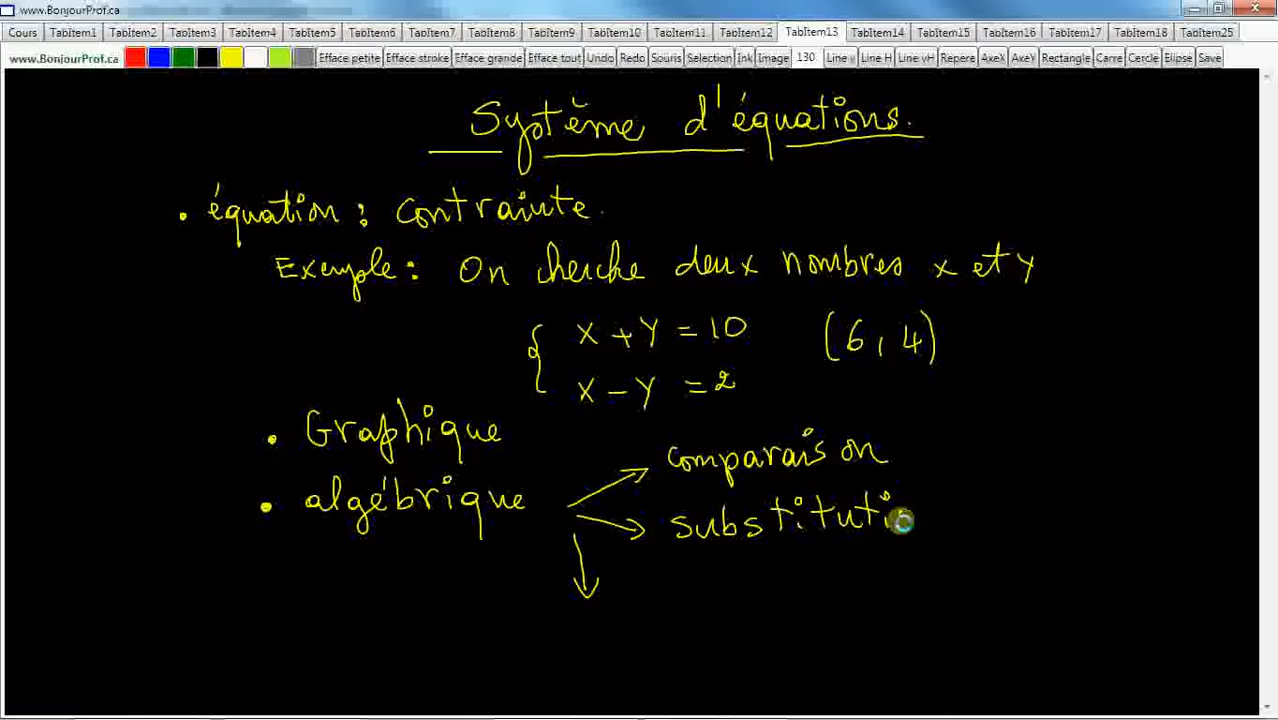 www.BonjourProf.ca
Cours TabItem1 TabItem2 TabItem3 TabItem4 TabItem5 TabItem6 TabItem7 TabItem8 TabItem9 TabItem10 TabItem11 TabItem12 TabItem13 TabItem14 TabItem15 TabItem16 TabItem17 TabItem18 TabItem25
www.BonjourProf.ca Efface petite Efface stroke Efface grande Efface tout Undo Redo Souris Selection Ink Image 130 Line v Line H Line vH Repere AxeX AxeY Rectangle Carre Cercle Elipse Save
Système d'équations.
• équation : contrainte.
Exemple : On cherche deux nombres x et y
{ x + y = 10 (6, 4)
x - y = 2
• Graphique
• algébrique → comparaison
→ substitutio